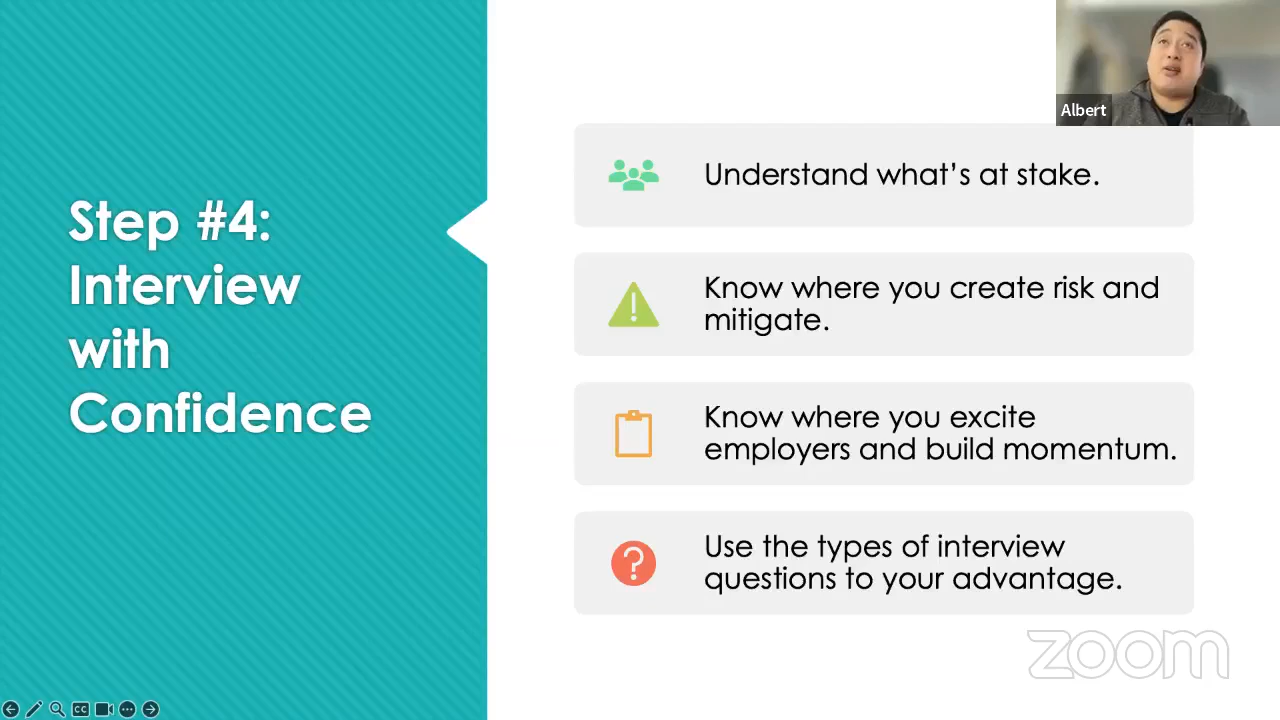 Albert
Step #4:
Interview
with
Confidence
Understand what’s at stake.
Know where you create risk and
mitigate.
Know where you excite
employers and build momentum.
Use the types of interview
questions to your advantage.
zoom
CC